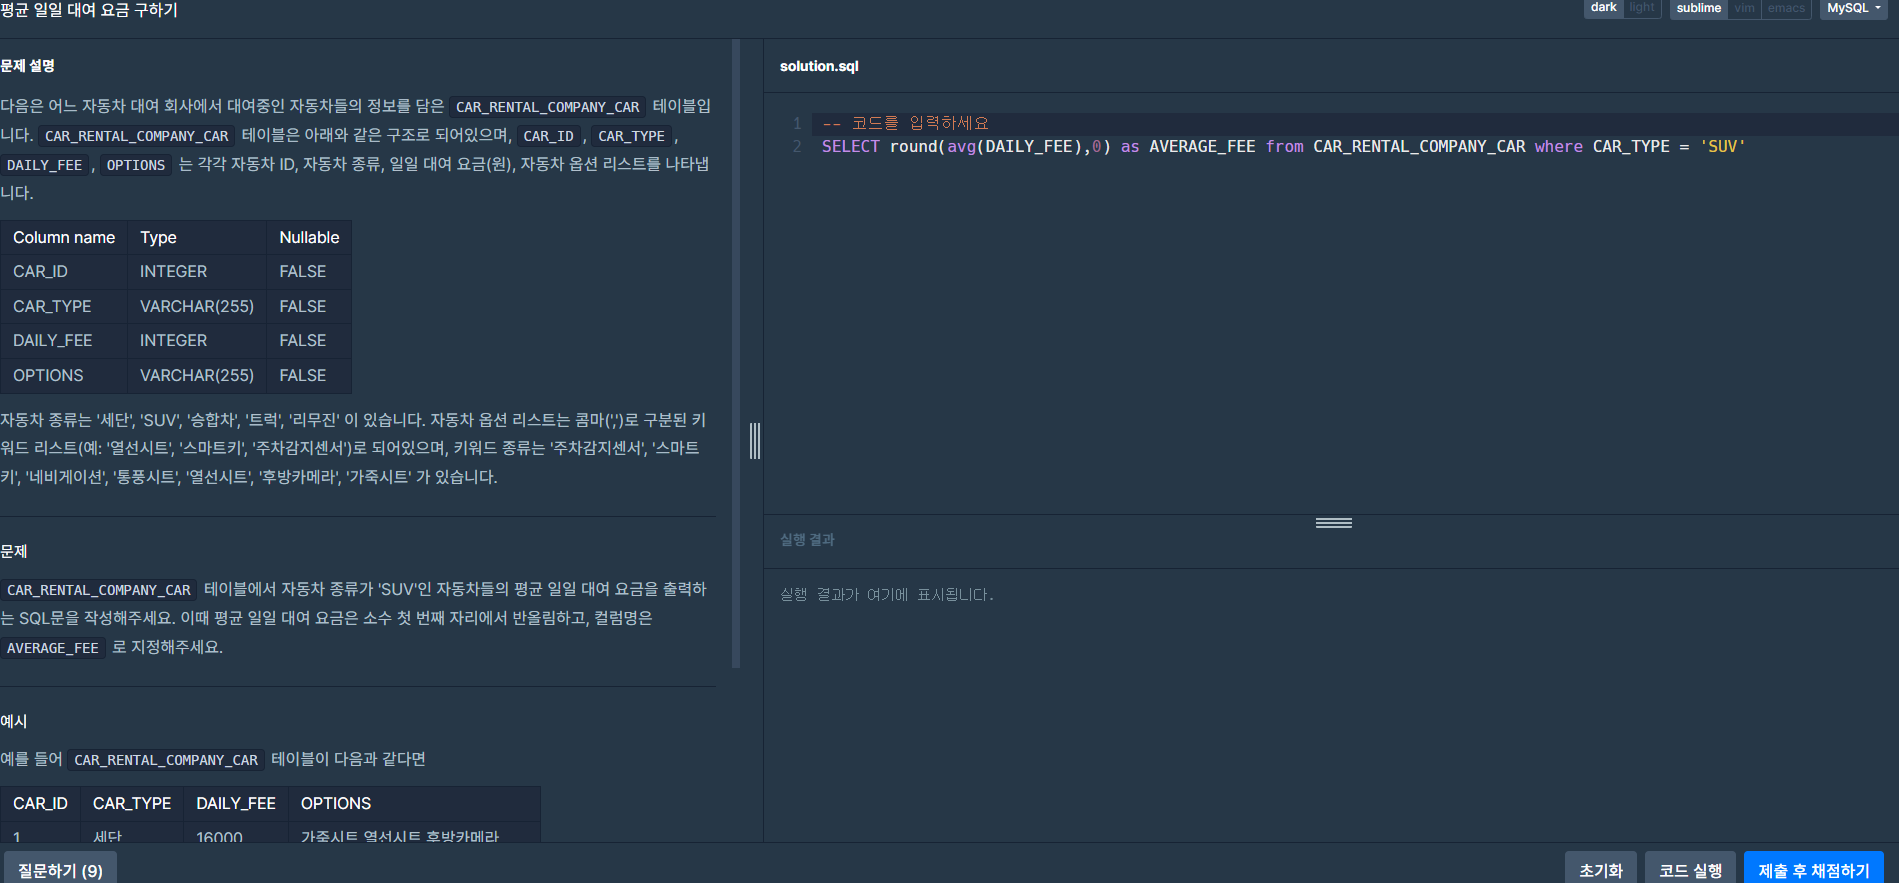 평균 일일 대여 요금 구하기
dark light sublime vim emacs MySQL
문제 설명
다음은 어느 자동차 대여 회사에서 대여중인 자동차들의 정보를 담은 CAR_RENTAL_COMPANY_CAR 테이블입
니다. CAR_RENTAL_COMPANY_CAR 테이블은 아래와 같은 구조로 되어있으며, CAR_ID , CAR_TYPE ,
DAILY_FEE , OPTIONS 는 각각 자동차 ID, 자동차 종류, 일일 대여 요금(원), 자동차 옵션 리스트를 나타냅
니다.
Column name Type Nullable
CAR_ID INTEGER FALSE
CAR_TYPE VARCHAR(255) FALSE
DAILY_FEE INTEGER FALSE
OPTIONS VARCHAR(255) FALSE
자동차 종류는 '세단', 'SUV', '승합차', '트럭', '리무진' 이 있습니다. 자동차 옵션 리스트는 콤마(',')로 구분된 키
워드 리스트(예: '열선시트', '스마트키', '주차감지센서')로 되어있으며, 키워드 종류는 '주차감지센서', '스마트
키', '네비게이션', '통풍시트', '열선시트', '후방카메라', '가죽시트' 가 있습니다.
문제
CAR_RENTAL_COMPANY_CAR 테이블에서 자동차 종류가 'SUV'인 자동차들의 평균 일일 대여 요금을 출력하
는 SQL문을 작성해주세요. 이때 평균 일일 대여 요금은 소수 첫 번째 자리에서 반올림하고, 컬럼명은
AVERAGE_FEE 로 지정해주세요.
예시
예를 들어 CAR_RENTAL_COMPANY_CAR 테이블이 다음과 같다면
CAR_ID CAR_TYPE DAILY_FEE OPTIONS
1 세단 16000 가죽시트,열선시트,후방카메라
질문하기 (9)
solution.sql
1 -- 코드를 입력하세요
2 SELECT round(avg(DAILY_FEE),0) as AVERAGE_FEE from CAR_RENTAL_COMPANY_CAR where CAR_TYPE = 'SUV'
실행 결과
실행 결과가 여기에 표시됩니다.
초기화 코드 실행 제출 후 채점하기